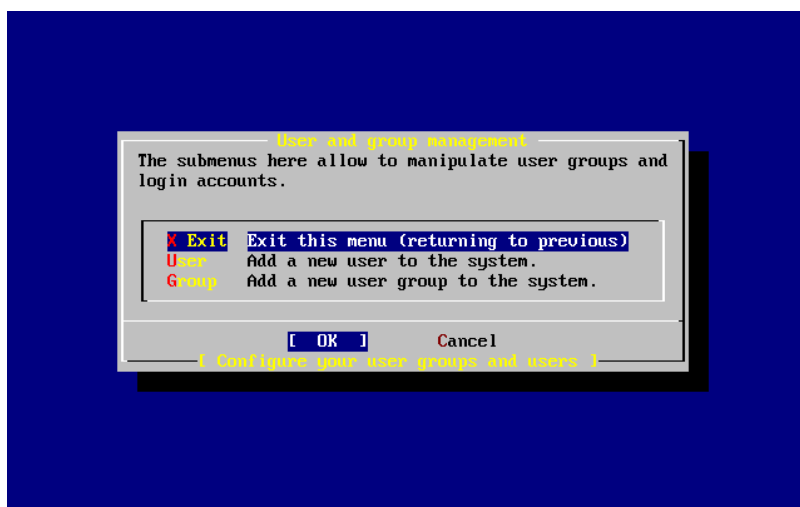 User and group management
The submenus here allow to manipulate user groups and
login accounts.
X Exit Exit this menu (returning to previous)
User Add a new user to the system.
Group Add a new user group to the system.
[ OK ] Cancel
[ Configure your user groups and users ]